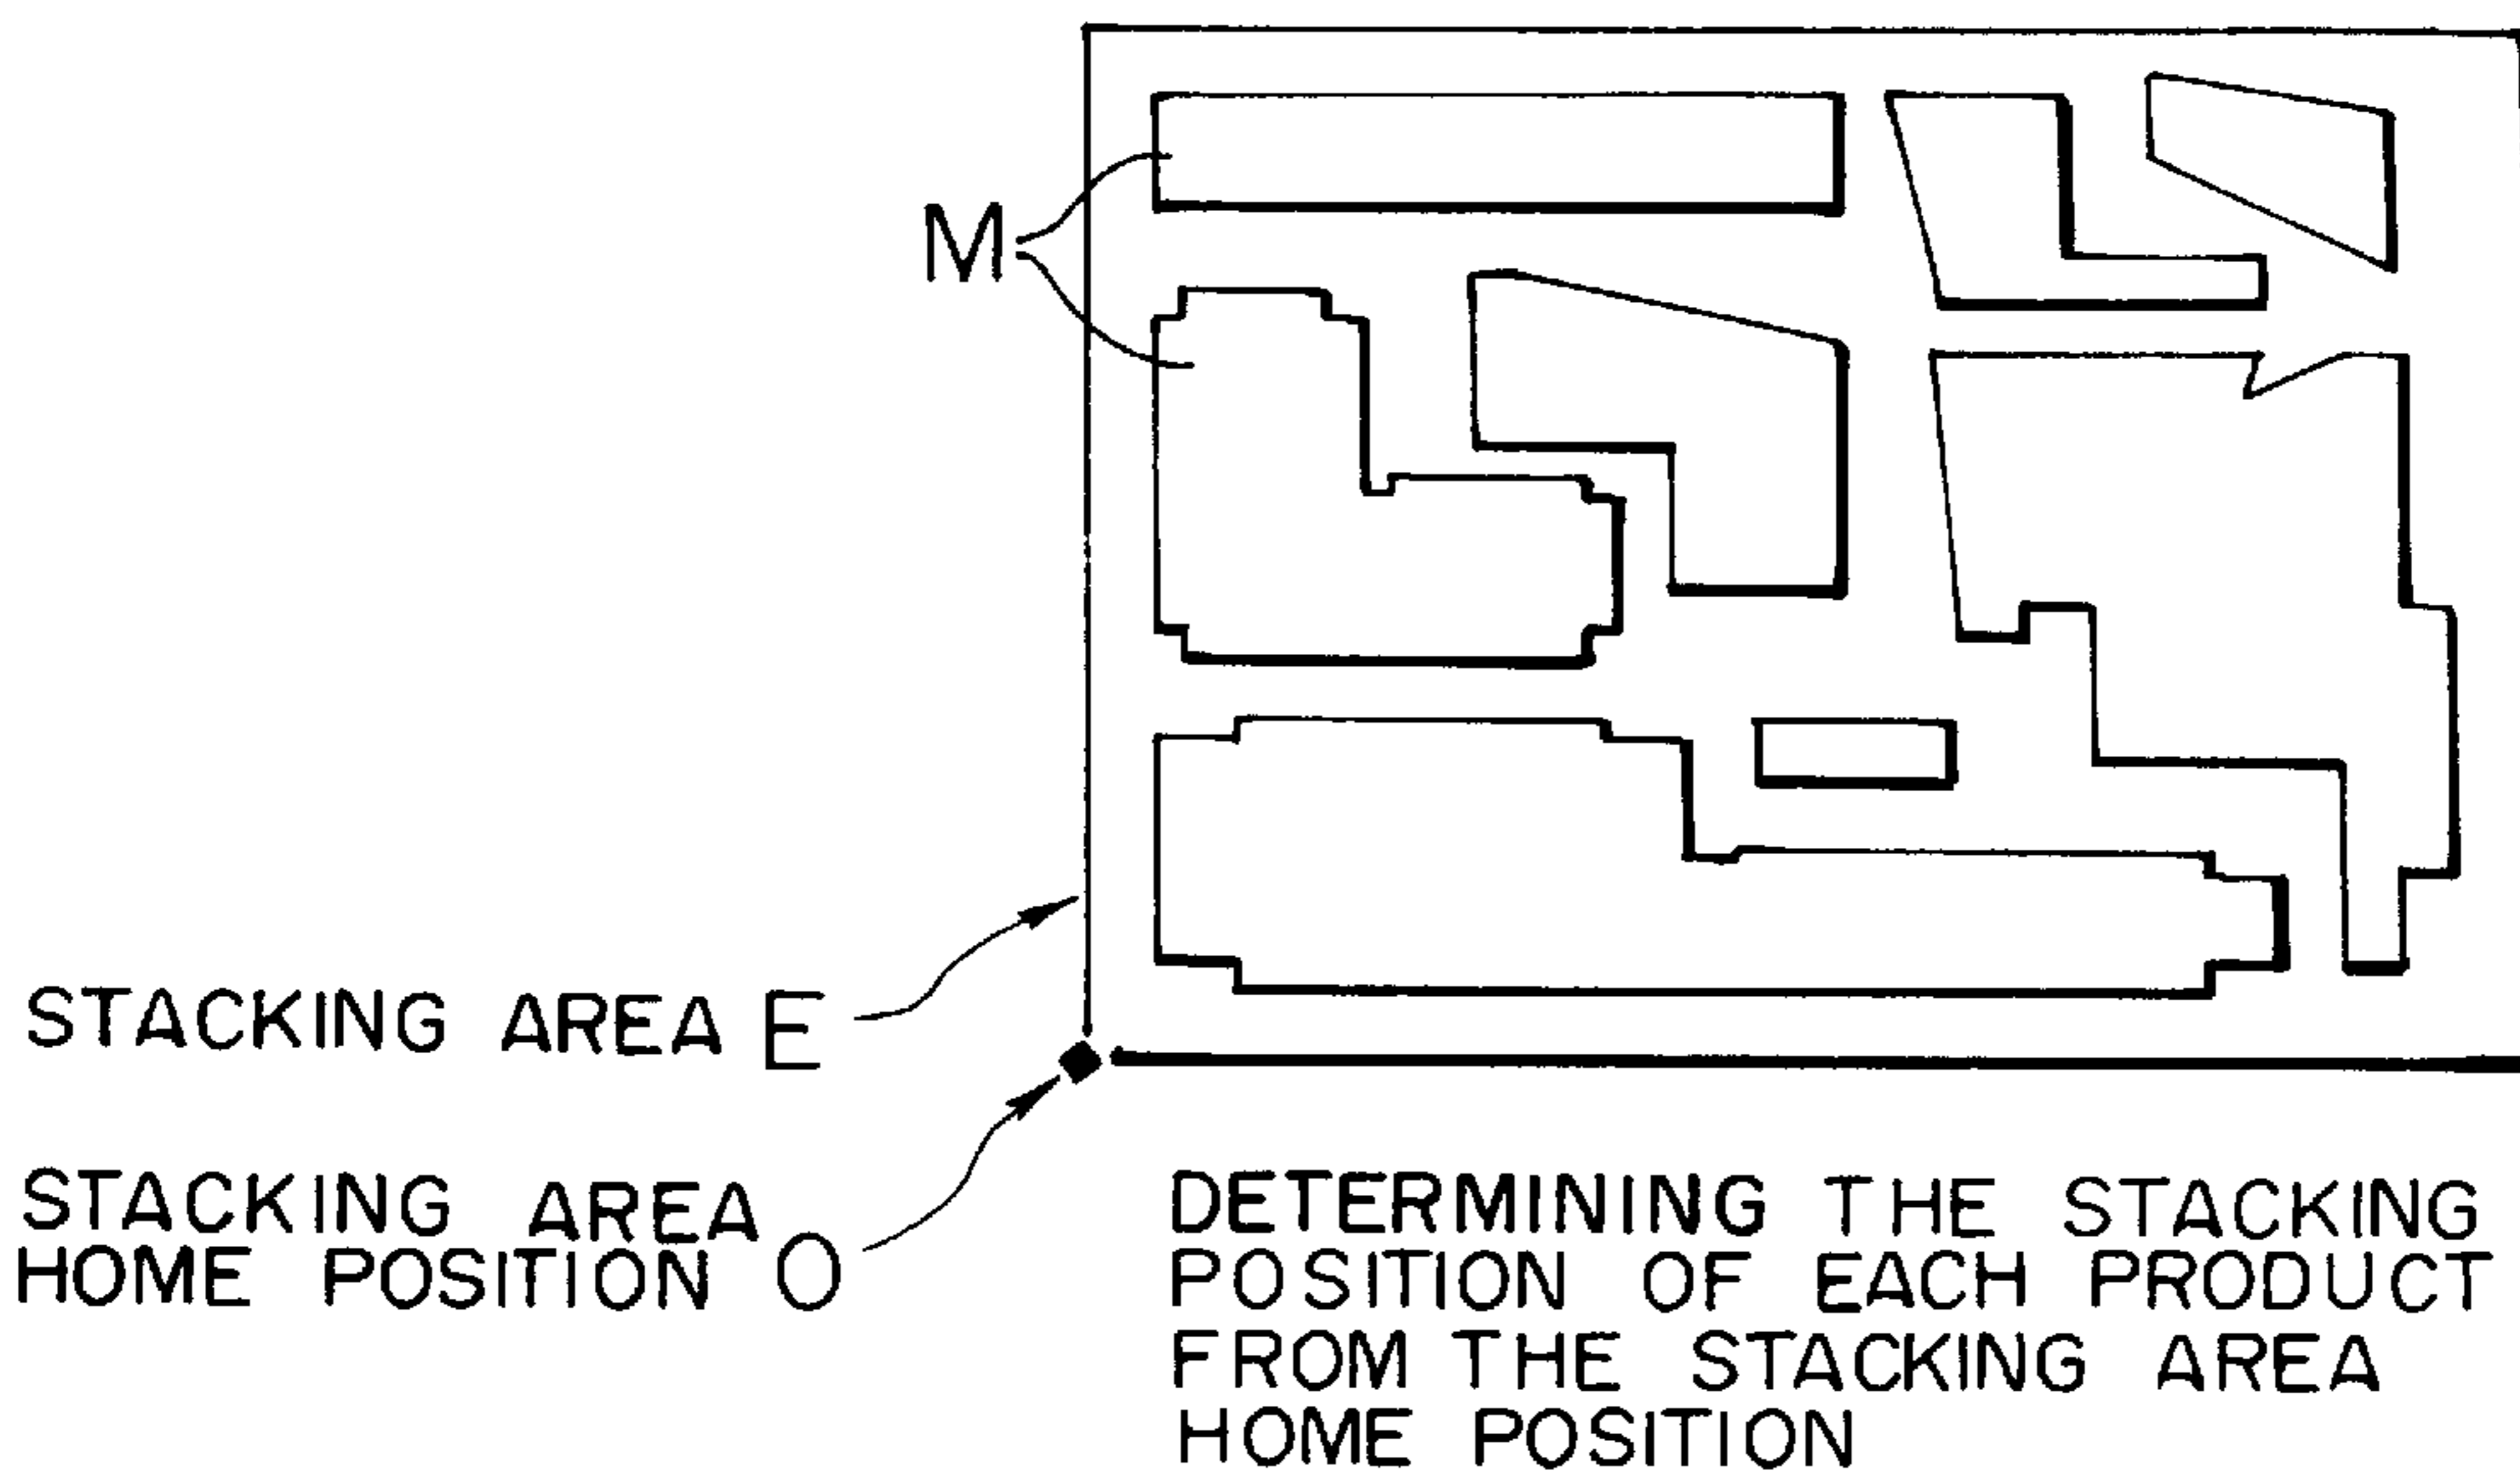 M
STACKING AREA E
STACKING AREA
HOME POSITION O
DETERMINING THE STACKING
POSITION OF EACH PRODUCT
FROM THE STACKING AREA
HOME POSITION